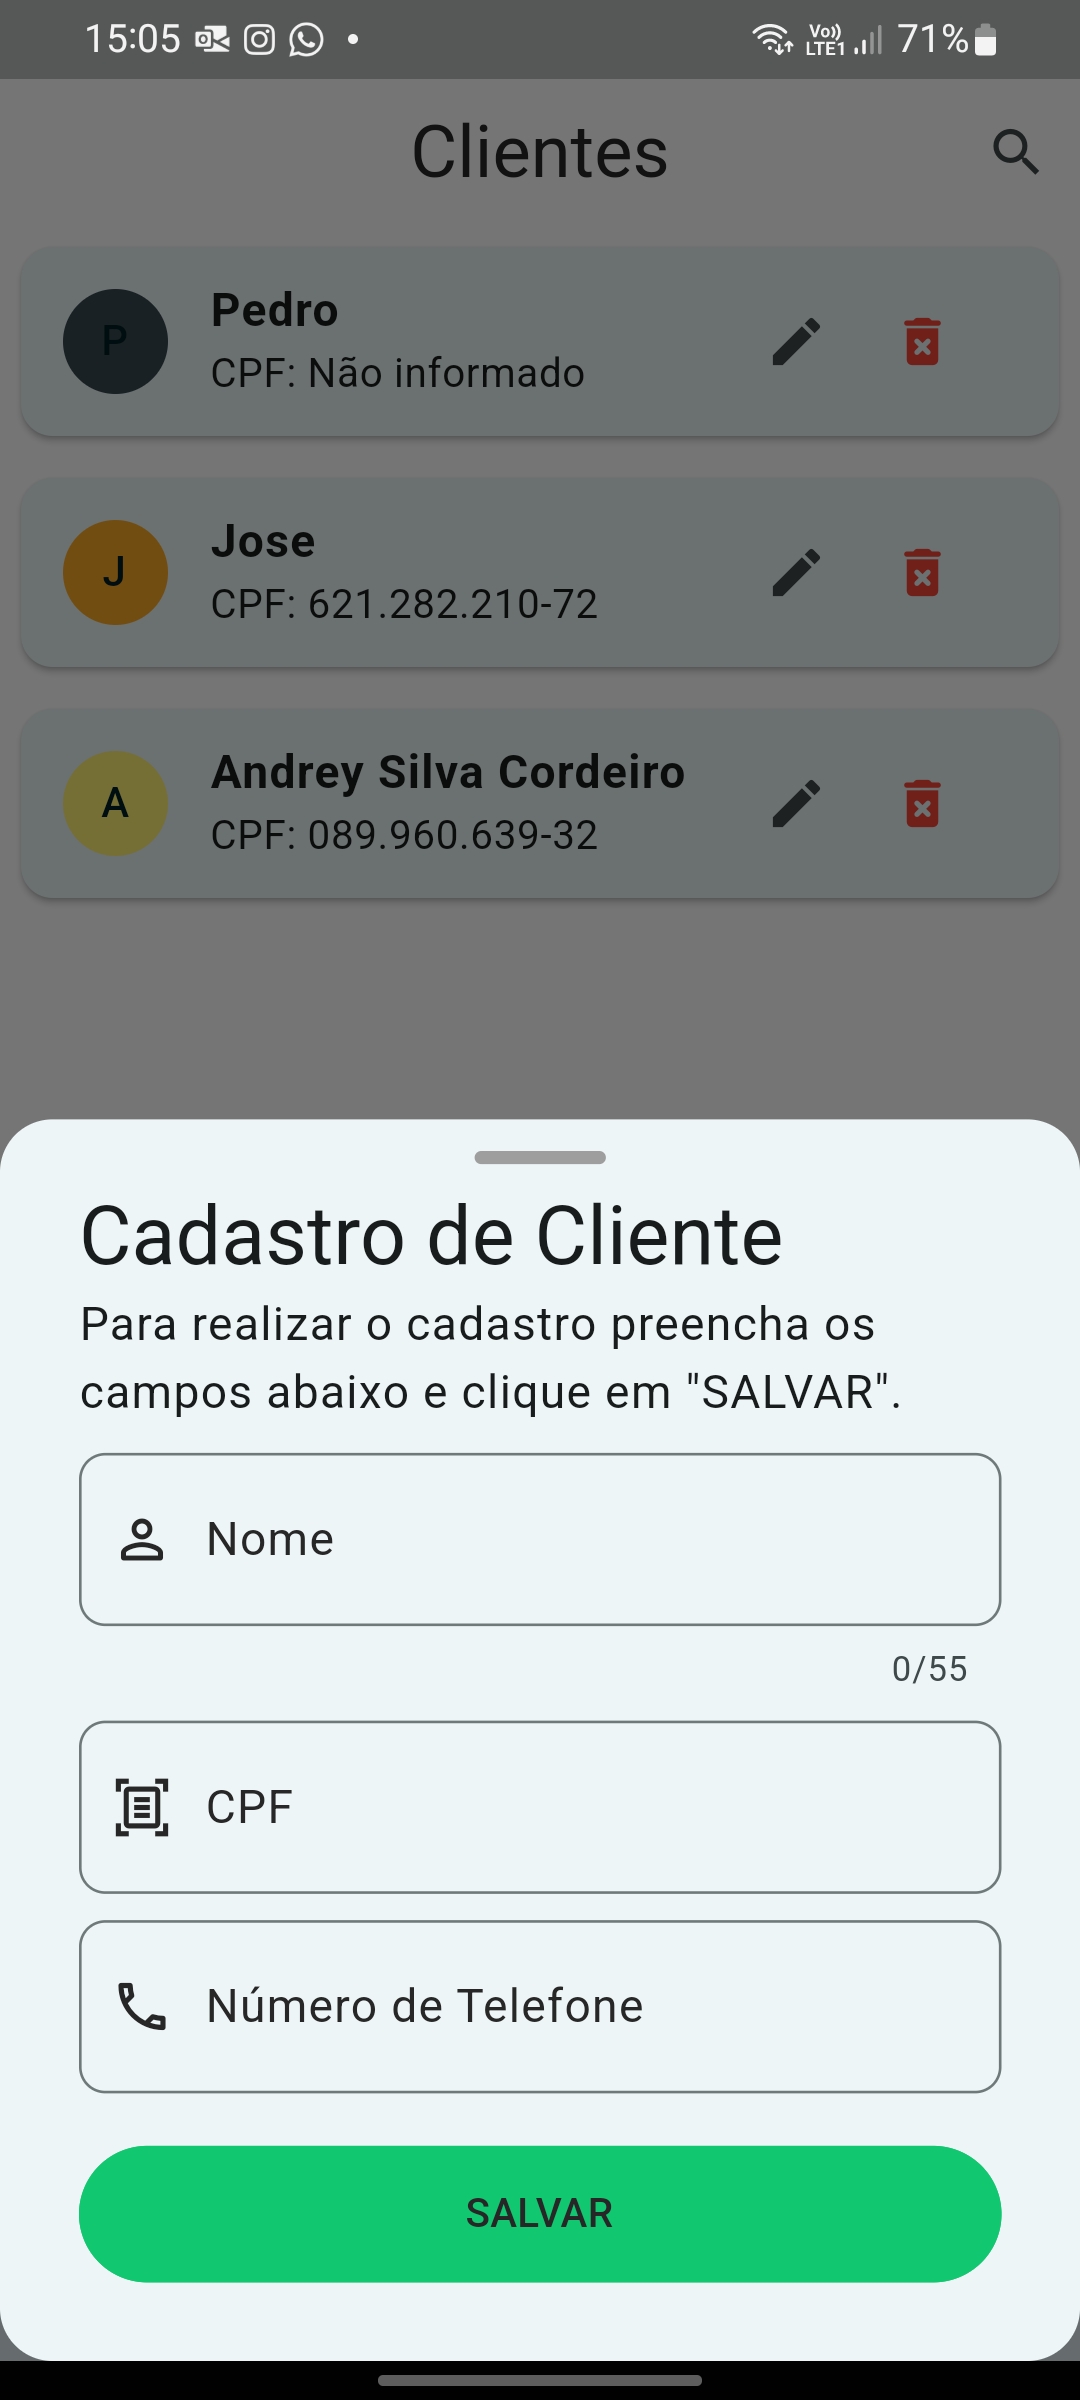 15:05
Vo)) LTE1 71%
Clientes
P
Pedro
CPF: Não informado
J
Jose
CPF: 621.282.210-72
A
Andrey Silva Cordeiro
CPF: 089.960.639-32
Cadastro de Cliente
Para realizar o cadastro preencha os
campos abaixo e clique em "SALVAR".
Nome
0/55
CPF
Número de Telefone
SALVAR